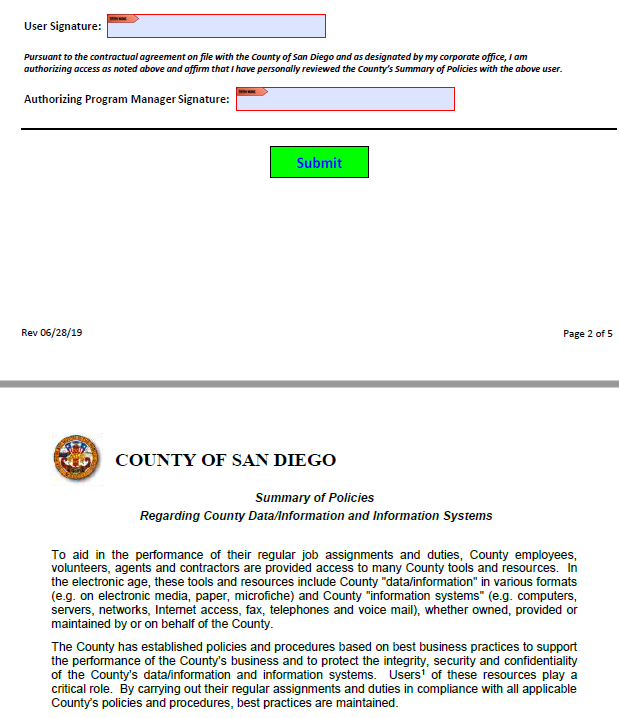 User Signature:
Pursuant to the contractual agreement on file with the County of San Diego and as designated by my corporate office, I am
authorizing access as noted above and affirm that I have personally reviewed the County's Summary of Policies with the above user.
Authorizing Program Manager Signature:
Submit
Rev 06/28/19
Page 2 of 5
COUNTY OF SAN DIEGO
Summary of Policies
Regarding County Data/Information and Information Systems
To aid in the performance of their regular job assignments and duties, County employees,
volunteers, agents and contractors are provided access to many County tools and resources. In
the electronic age, these tools and resources include County "data/information" in various formats
(e.g. on electronic media, paper, microfiche) and County "information systems" (e.g. computers,
servers, networks, Internet access, fax, telephones and voice mail), whether owned, provided or
maintained by or on behalf of the County.
The County has established policies and procedures based on best business practices to support
the performance of the County's business and to protect the integrity, security and confidentiality
of the County's data/information and information systems. Users¹ of these resources play a
critical role. By carrying out their regular assignments and duties in compliance with all applicable
County's policies and procedures, best practices are maintained.